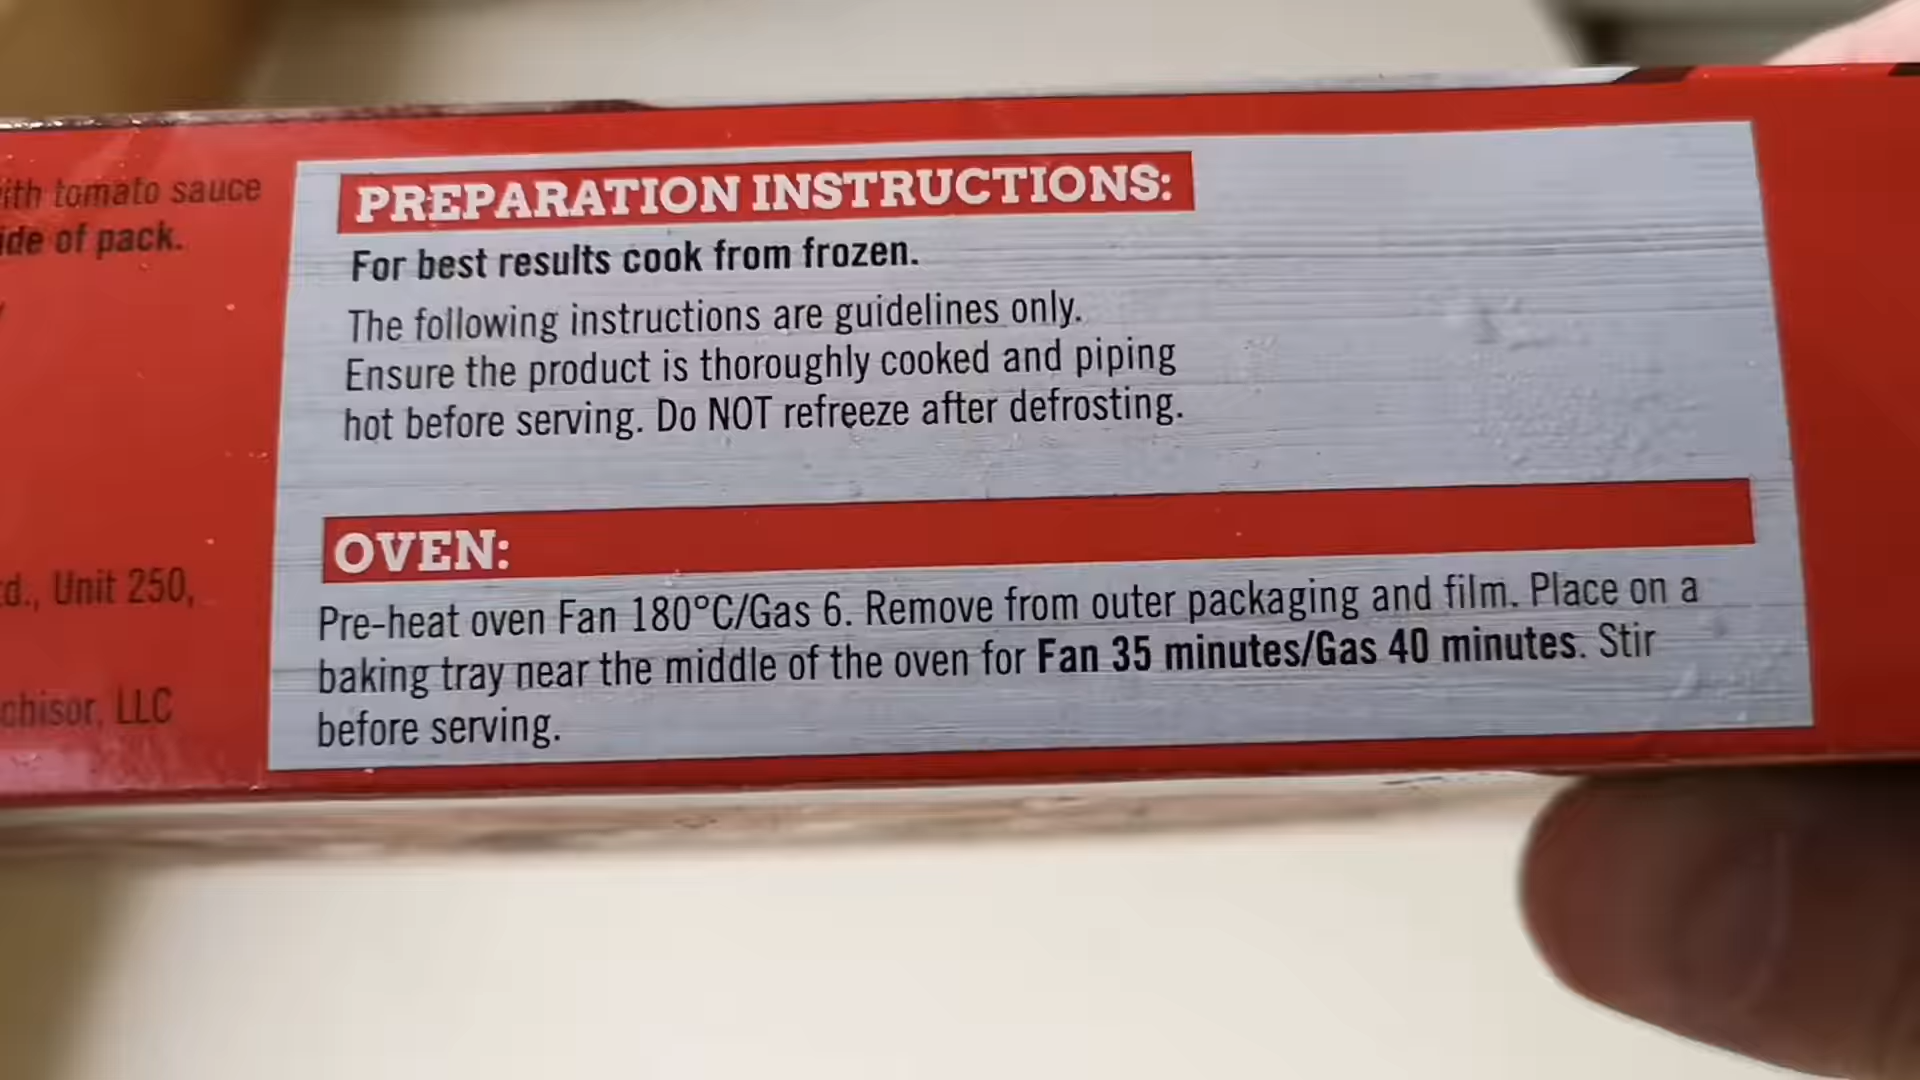 tomato sauce
of pack.
Unit 250,
LLC
PREPARATION INSTRUCTIONS:
For best results cook from frozen.
The following instructions are guidelines only.
Ensure the product is thoroughly cooked and piping
hot before serving. Do NOT refreeze after defrosting.
OVEN:
Pre-heat oven Fan 180°C/Gas 6. Remove from outer packaging and film. Place on a
baking tray near the middle of the oven for Fan 35 minutes/Gas 40 minutes. Stir
before serving.